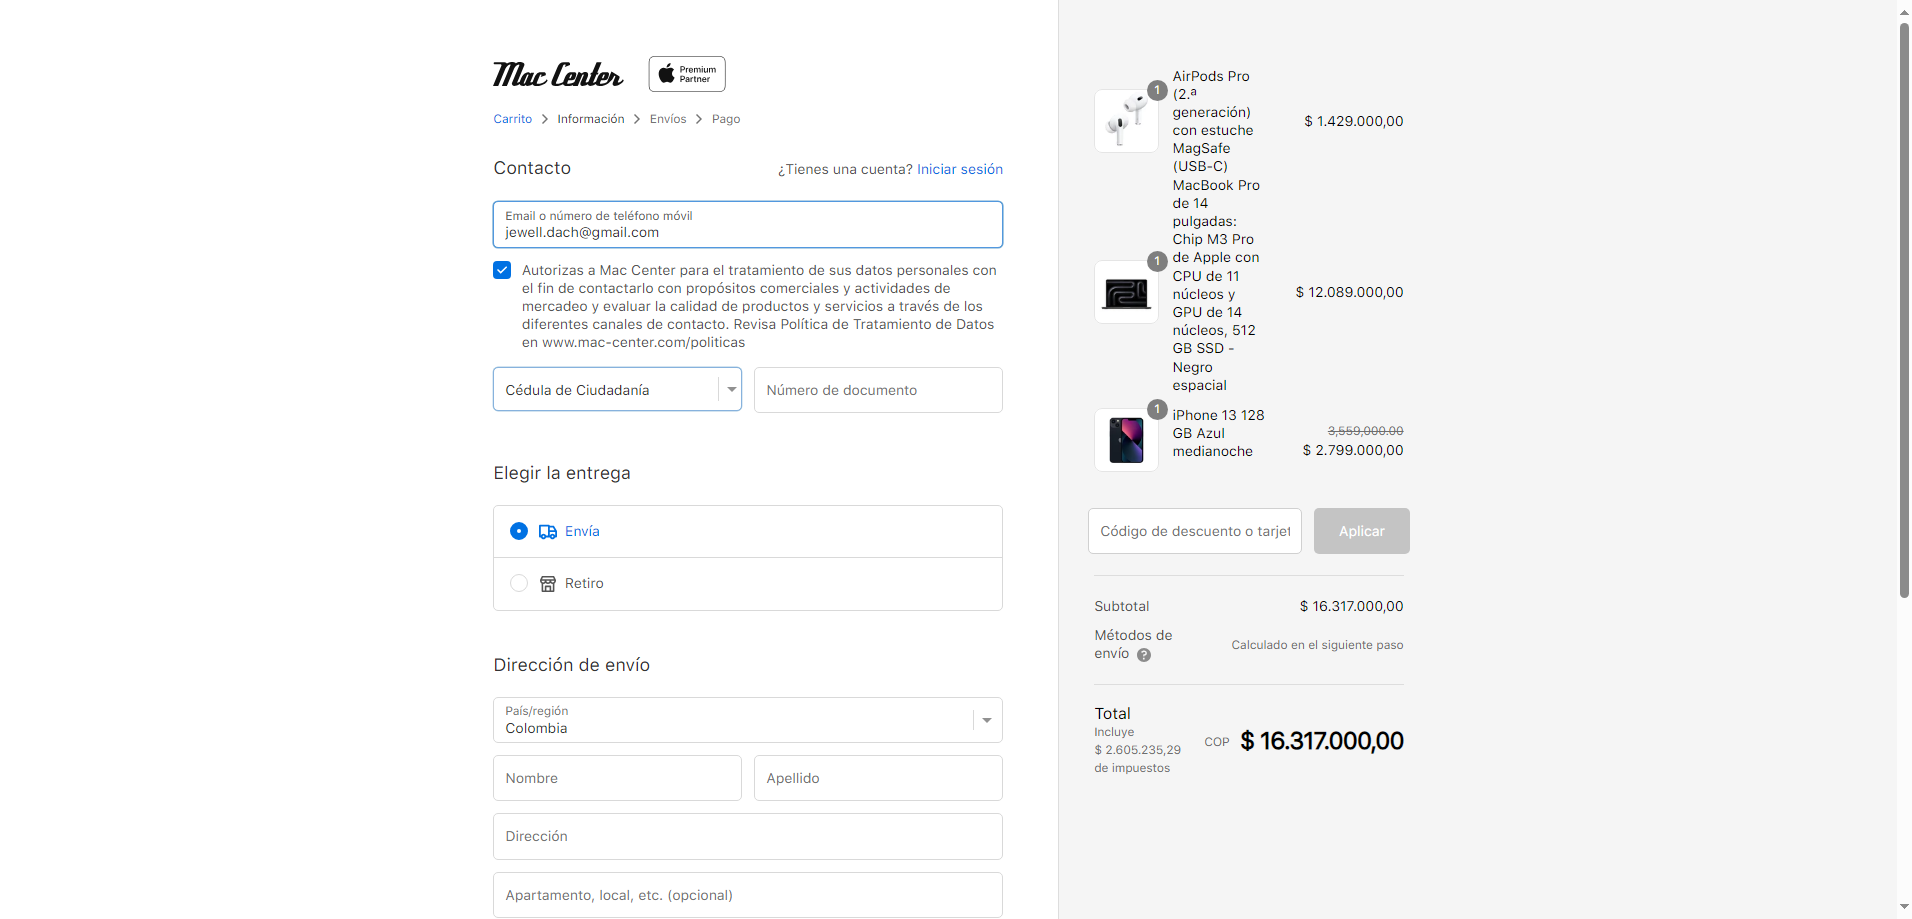 Mac Center
Premium
Partner
Carrito > Información > Envíos > Pago
Contacto
¿Tienes una cuenta? Iniciar sesión
Email o número de teléfono móvil
jewell.dach@gmail.com
Autorizas a Mac Center para el tratamiento de sus datos personales con
el fin de contactarlo con propósitos comerciales y actividades de
mercadeo y evaluar la calidad de productos y servicios a través de los
diferentes canales de contacto. Revisa Política de Tratamiento de Datos
en www.mac-center.com/politicas
Cédula de Ciudadanía
Número de documento
Elegir la entrega
Envía
Retiro
Dirección de envío
País/región
Colombia
Nombre
Apellido
Dirección
Apartamento, local, etc. (opcional)
1
AirPods Pro
(2.ª
generación)
con estuche
MagSafe
(USB-C)
$ 1.429.000,00
1
MacBook Pro
de 14
pulgadas:
Chip M3 Pro
de Apple con
CPU de 11
núcleos y
GPU de 14
núcleos, 512
GB SSD -
Negro
espacial
$ 12.089.000,00
1
iPhone 13 128
GB Azul
medianoche
3,559,000.00
$ 2.799.000,00
Código de descuento o tarjet
Aplicar
Subtotal
$ 16.317.000,00
Métodos de
envío ?
Calculado en el siguiente paso
Total
Incluye
$ 2.605.235,29
de impuestos
COP $ 16.317.000,00